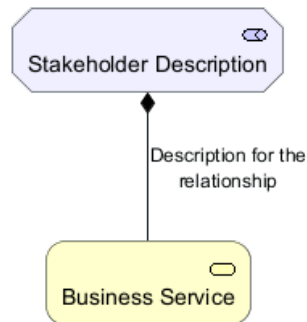 Stakeholder Description
Description for the
relationship
Business Service